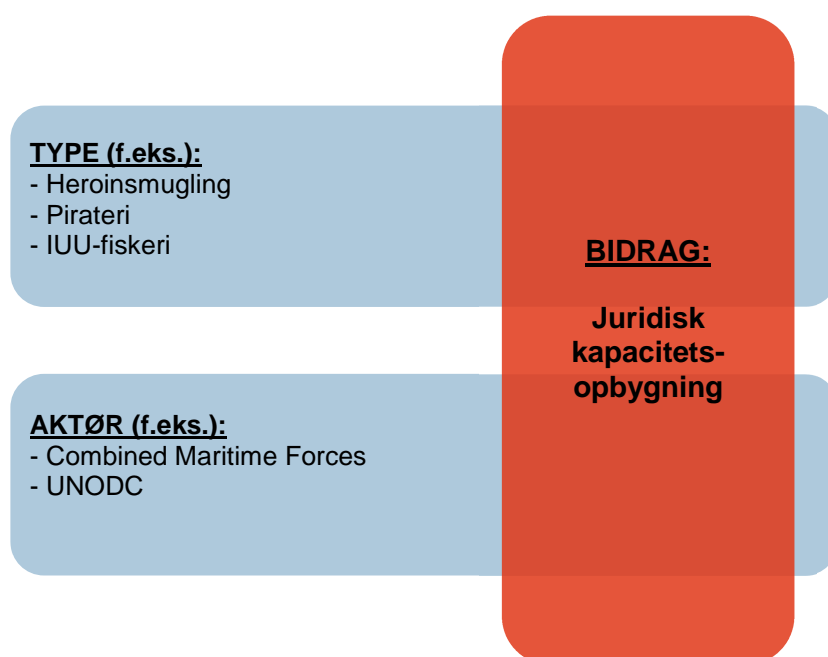 TYPE (f.eks.):
- Heroinsmugling
- Pirateri
- IUU-fiskeri
BIDRAG:
Juridisk
kapacitets-
opbygning
AKTØR (f.eks.):
- Combined Maritime Forces
- UNODC